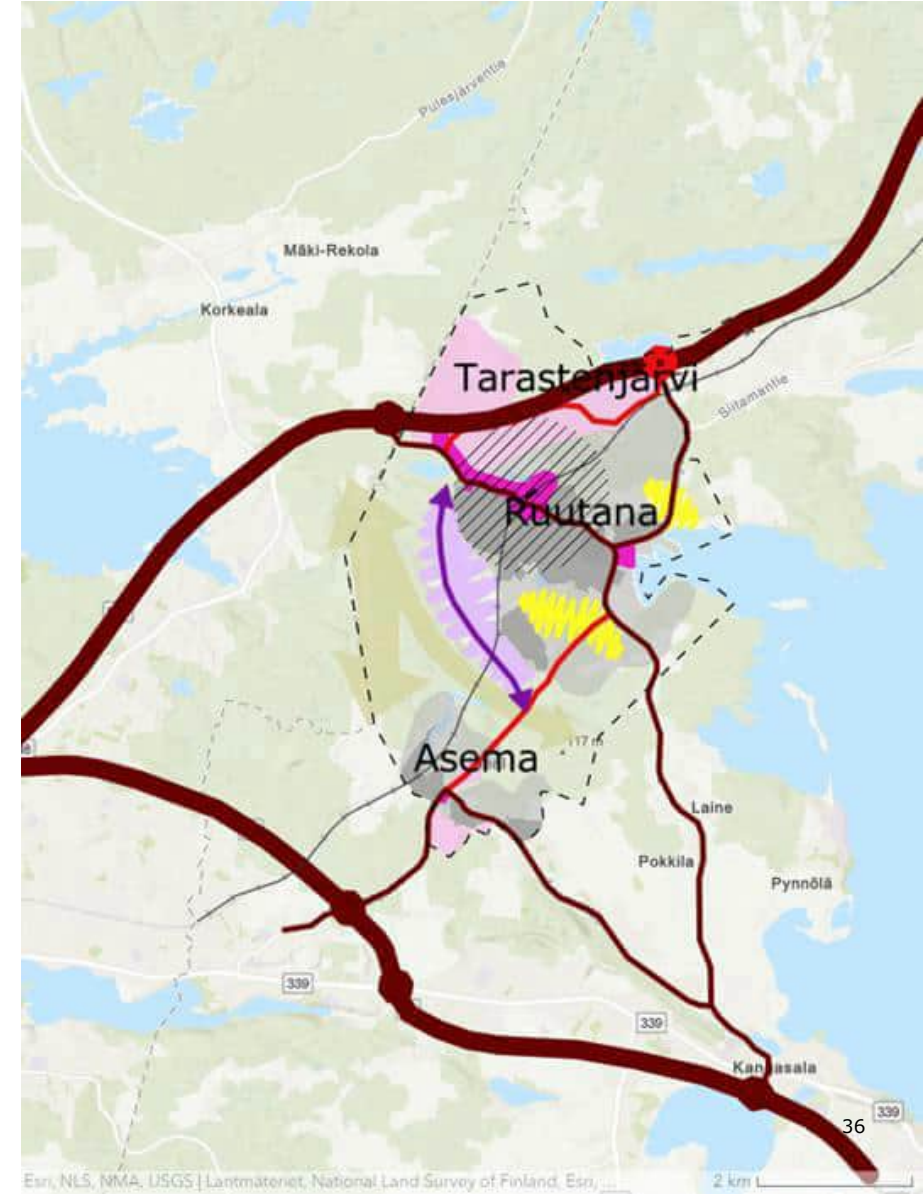 Pulesjärventie
Mäki-Rekola
Korkeala
Tarastenjärvi
Siitamantie
Ruutana
117 m
Asema
Laine
Pokkila
Pynnölä
339
339
Kangasala
339
36
Esri, NLS, NMA, USGS | Lantmäteriet, National Land Survey of Finland, Esri, ...
2 km